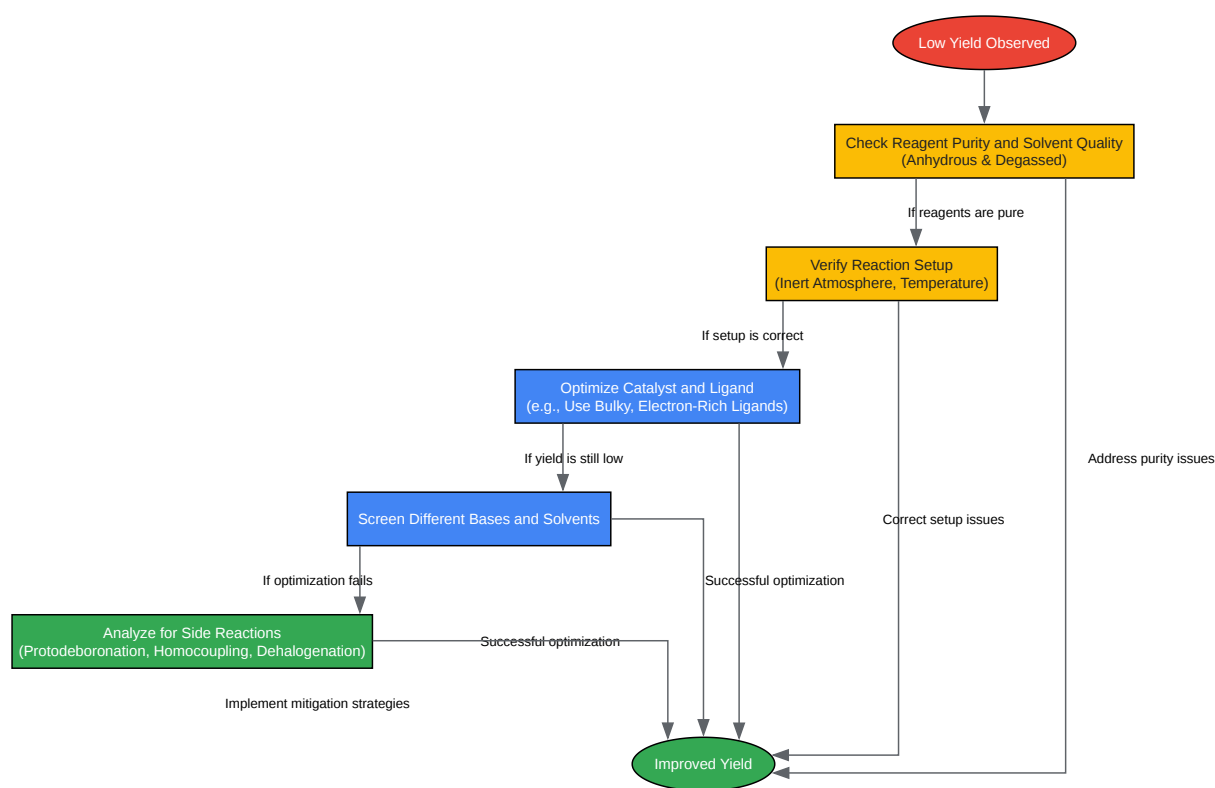 Low Yield Observed
Check Reagent Purity and Solvent Quality
(Anhydrous & Degassed)
If reagents are pure
Verify Reaction Setup
(Inert Atmosphere, Temperature)
If setup is correct
Optimize Catalyst and Ligand
(e.g., Use Bulky, Electron-Rich Ligands)
If yield is still low
Address purity issues
Screen Different Bases and Solvents
Correct setup issues
If optimization fails
Successful optimization
Analyze for Side Reactions
(Protodeboronation, Homocoupling, Dehalogenation)
Successful optimization
Implement mitigation strategies
Improved Yield